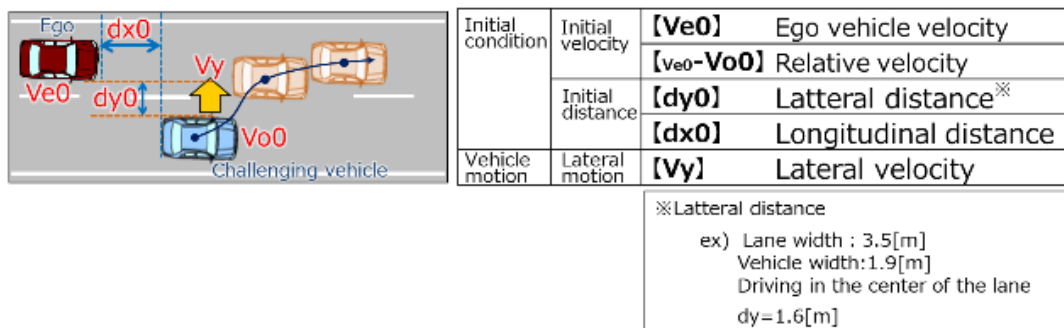 Ego
dx0
Ve0
dy0
Vy
Vo0
Challenging vehicle
Initial condition
Initial velocity
【Ve0】 Ego vehicle velocity
【Ve0-Vo0】 Relative velocity
Initial distance
【dy0】 Latteral distance※
【dx0】 Longitudinal distance
Vehicle motion
Lateral motion
【Vy】 Lateral velocity
※Latteral distance
ex) Lane width : 3.5[m]
Vehicle width:1.9[m]
Driving in the center of the lane
dy=1.6[m]